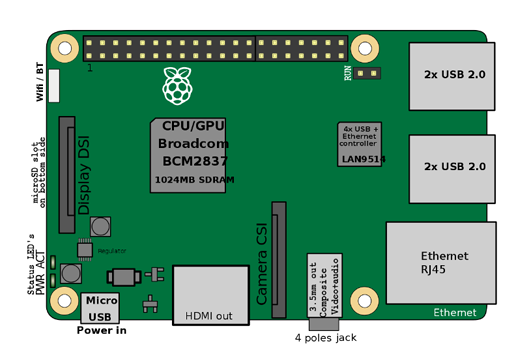 Wifi / BT
1
RUN
2x USB 2.0
CPU/GPU
Broadcom
BCM2837
1024MB SDRAM
4x USB +
Ethernet
controller
LAN9514
microSD slot
on bottom side
Display DSI
2x USB 2.0
Regulator
Status LED's
PWR ACT
Camera CSI
3.5mm out
Composite
Video+audio
Ethernet
RJ45
Micro
USB
Power in
HDMI out
Ethernet
4 poles jack